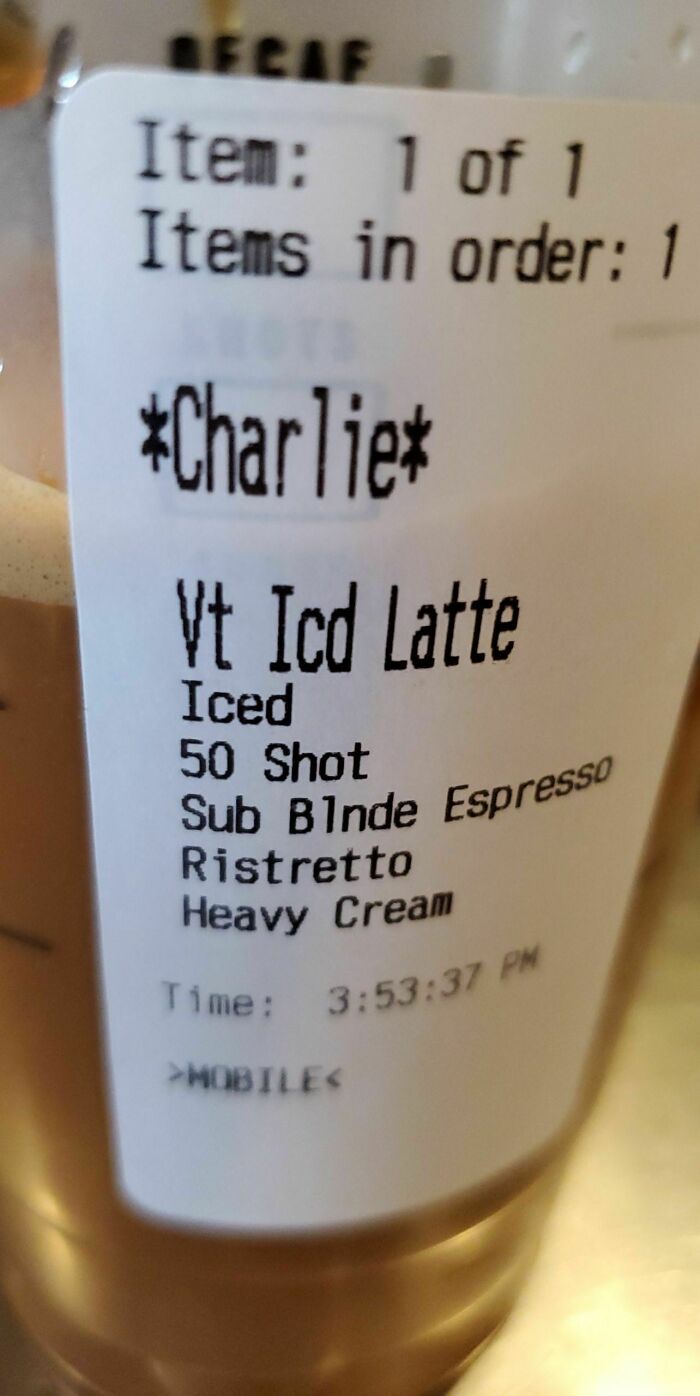 DECAF
Item: 1 of 1
Items in order: 1
SHOTS
*Charlie*
Vt Icd Latte
Iced
50 Shot
Sub Blnde Espresso
Ristretto
Heavy Cream
Time: 3:53:37 PM
>MOBILE<